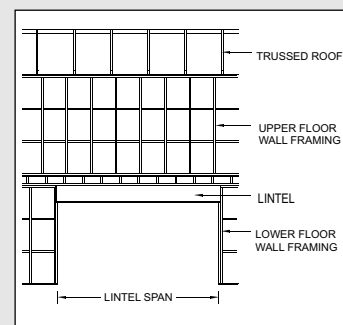 TRUSSED ROOF
UPPER FLOOR
WALL FRAMING
LINTEL
LOWER FLOOR
WALL FRAMING
LINTEL SPAN